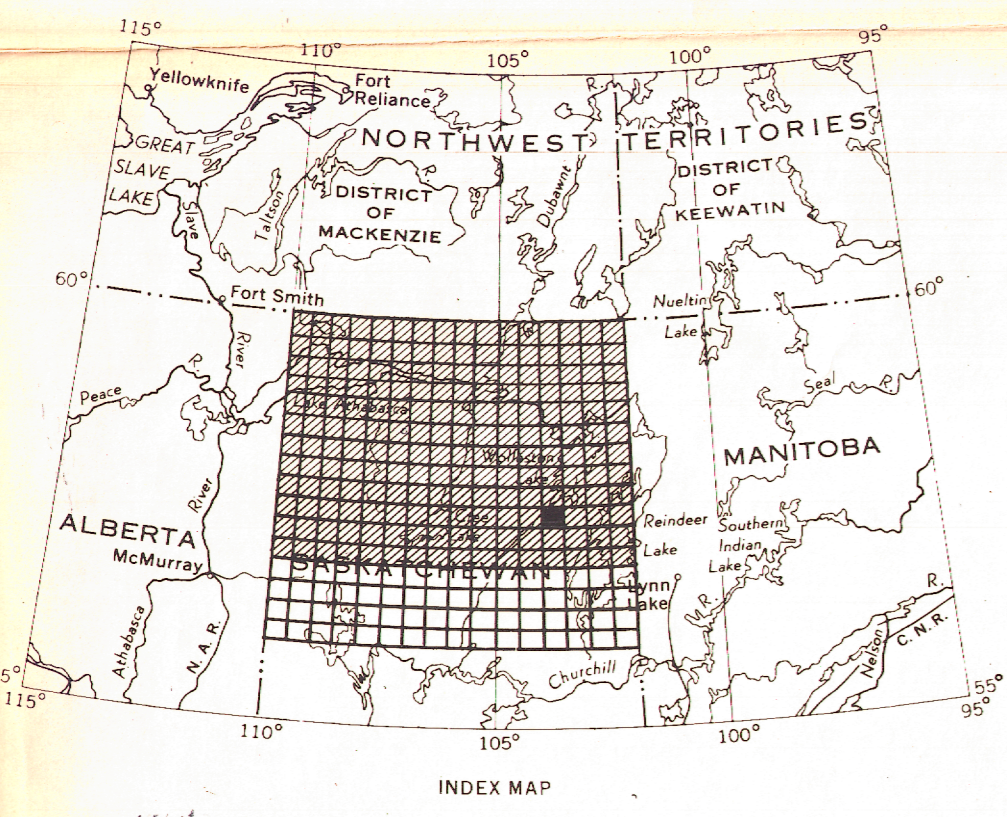 115°
110°
105°
100°
95°
Yellowknife
Fort
Reliance
R.
NORTHWEST TERRITORIES
GREAT
SLAVE
LAKE
Slave
Taltson
R.
DISTRICT
OF
MACKENZIE
Dubawnt
DISTRICT
OF
KEEWATIN
60°
Fort Smith
Nueltin
Lake
60°
River
R.
Peace
Lake Athabasca
Seal R.
Wollaston
Lake
MANITOBA
River
Cree
ALBERTA
McMurray
Reindeer
Lake
Southern
Indian
Lake
SASKATCHEWAN
Lynn
Lake
R.
R.
Athabasca
N. A. R.
Churchill
Nelson
C. N. R.
5°
115°
110°
105°
100°
55°
95°
INDEX MAP